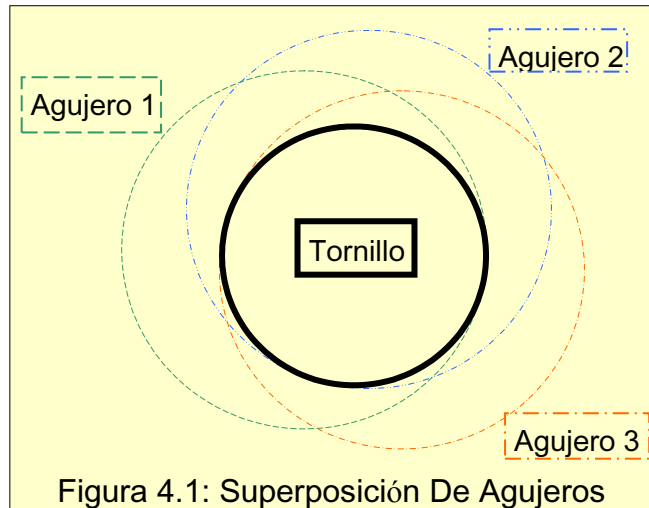 Agujero 2
Agujero 1
Tornillo
Agujero 3
Figura 4.1: Superposición De Agujeros